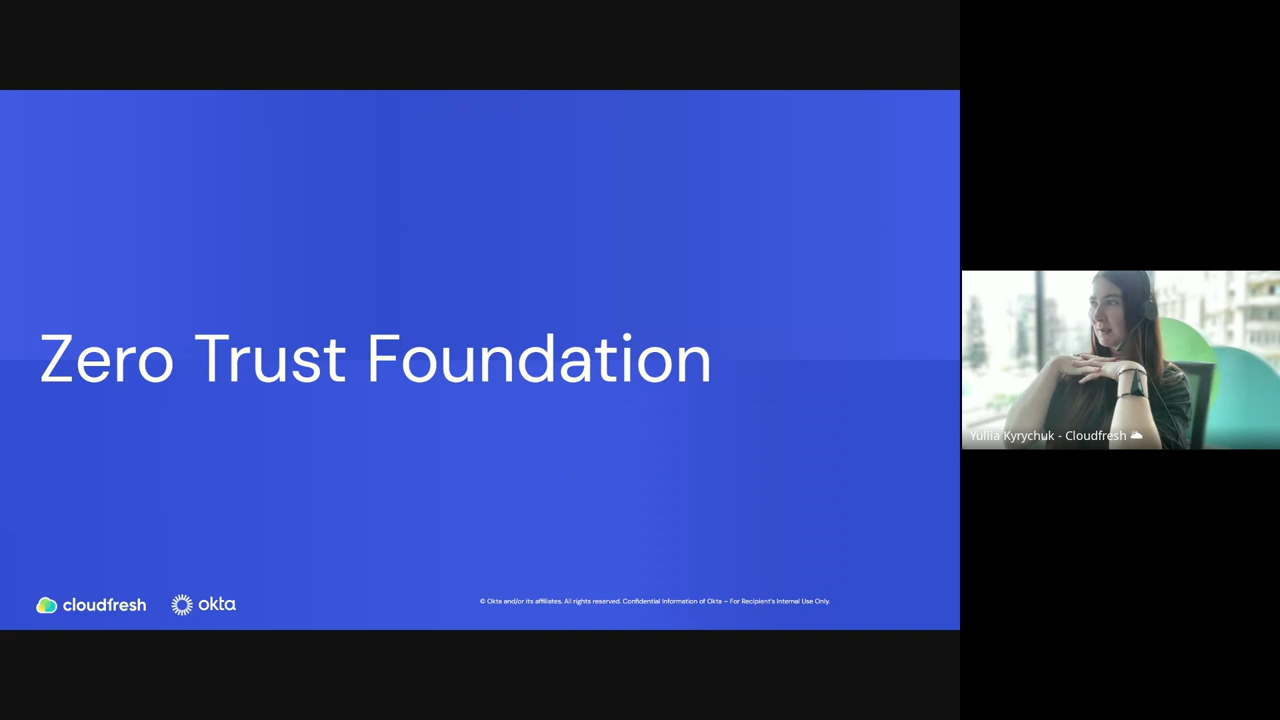 Zero Trust Foundation
cloudfresh
okta
© Okta and/or its affiliates. All rights reserved. Confidential Information of Okta – For Recipient's Internal Use Only.
Yuliia Kyrychuk - Cloudfresh 🌥